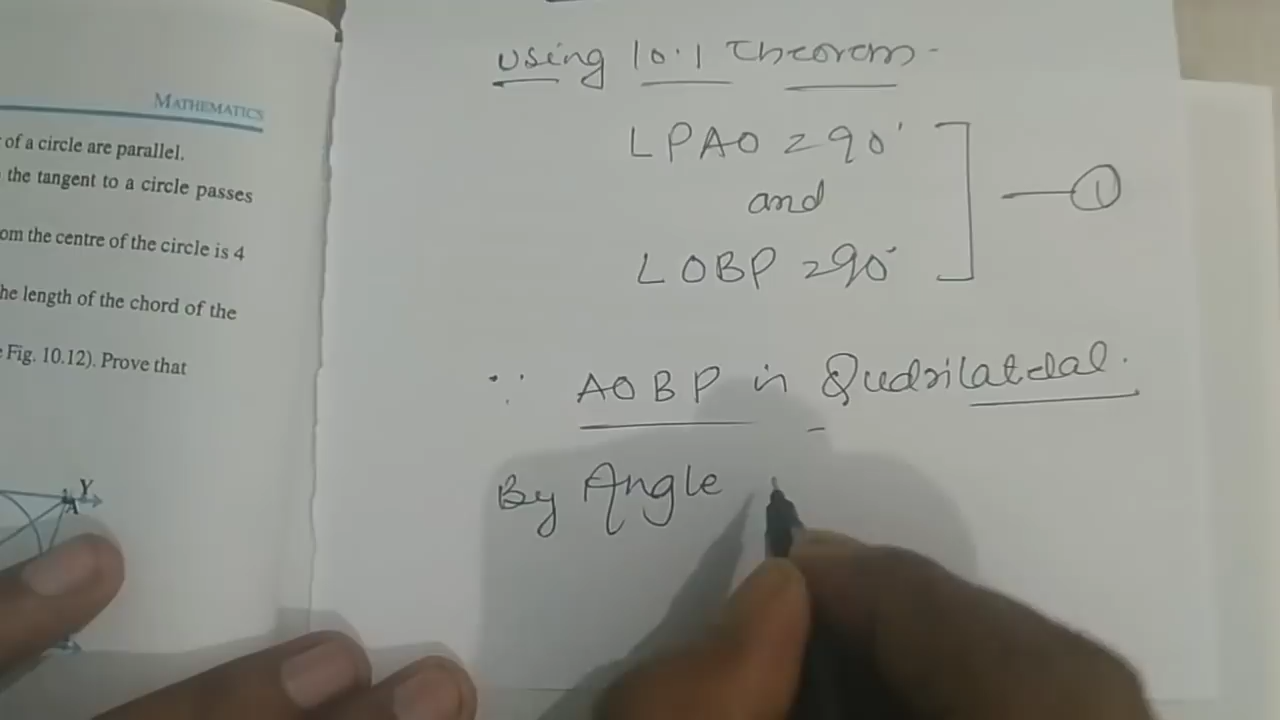 MATHEMATICS
of a circle are parallel.
the tangent to a circle passes
om the centre of the circle is 4
he length of the chord of the
Fig. 10.12). Prove that
Y
using 10.1 Theorem.
∠PAO = 90°
and
①
∠OBP = 90°
∵ AOBP in Qudrilateral.
By Angle